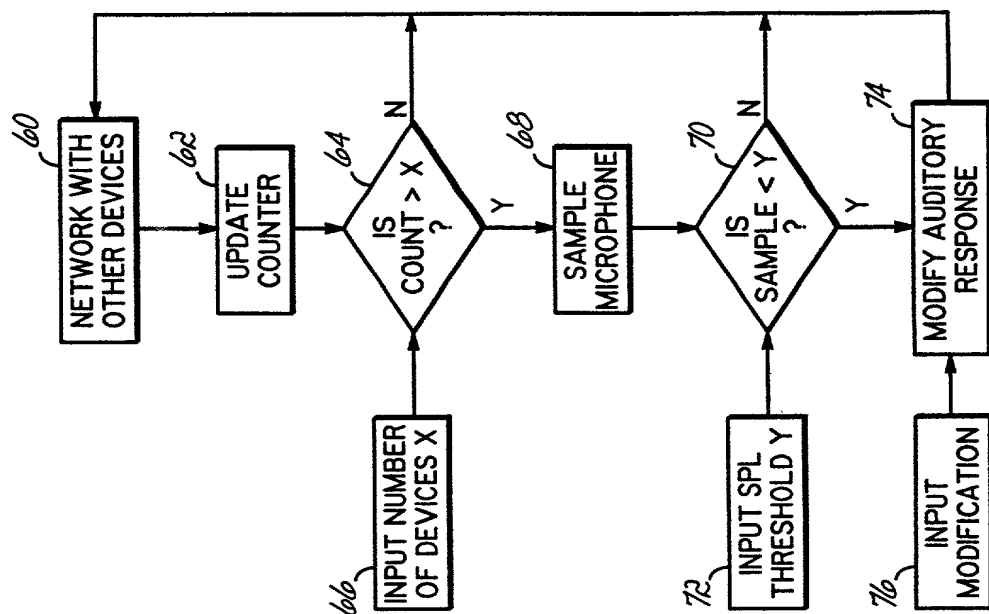 60
NETWORK WITH
OTHER DEVICES
62
UPDATE
COUNTER
64
IS
COUNT > X
?
N
Y
66
INPUT NUMBER
OF DEVICES X
68
SAMPLE
MICROPHONE
70
IS
SAMPLE < Y
?
N
Y
72
INPUT SPL
THRESHOLD Y
74
MODIFY AUDITORY
RESPONSE
76
INPUT
MODIFICATION